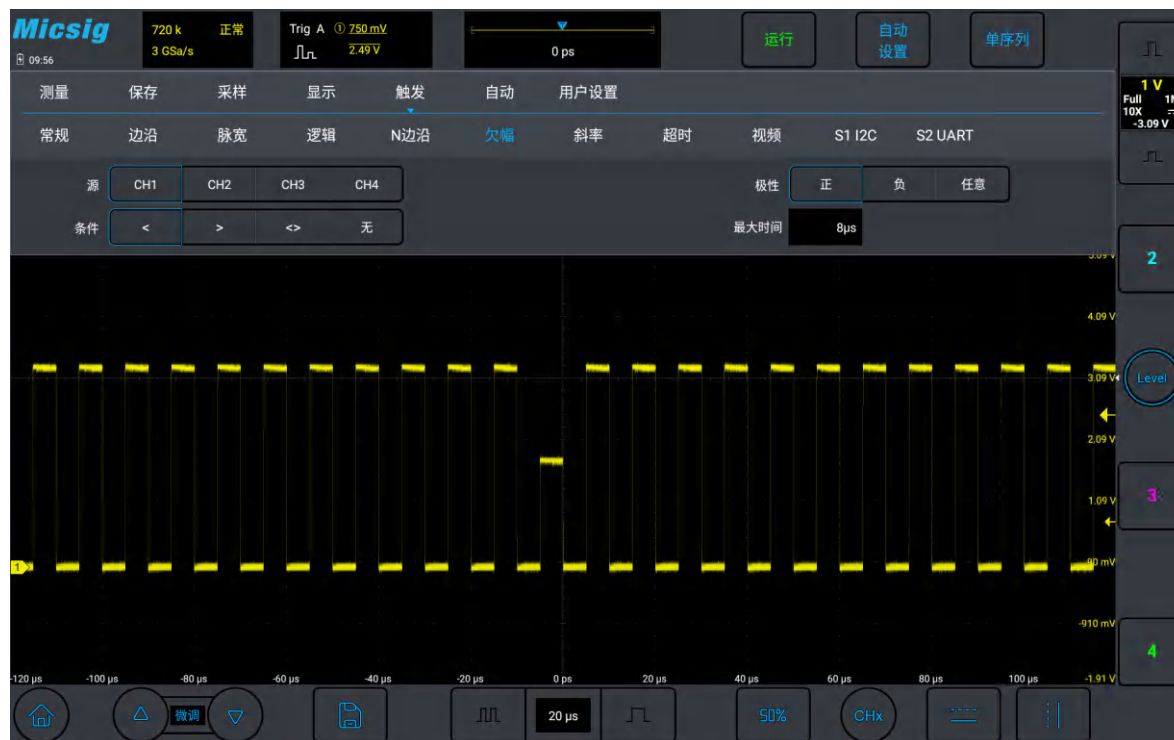 Micsig
09:56
720 k 正常
3 GSa/s
Trig A ① 750 mV
2.49 V
0 ps
运行
自动
设置
单序列
测量 保存 采样 显示 触发 自动 用户设置
常规 边沿 脉宽 逻辑 N边沿 欠幅 斜率 超时 视频 S1 I2C S2 UART
源 CH1 CH2 CH3 CH4
极性 正 负 任意
条件 < > <> 无
最大时间 8μs
1 V
Full 1M
10X
-3.09 V
2
5.09 V
4.09 V
3.09 V
Level
2.09 V
1.09 V
3
1
90 mV
-910 mV
4
-1.91 V
-120 μs -100 μs -80 μs -60 μs -40 μs -20 μs 0 ps 20 μs 40 μs 60 μs 80 μs 100 μs
微调
20 μs
50%
CHx